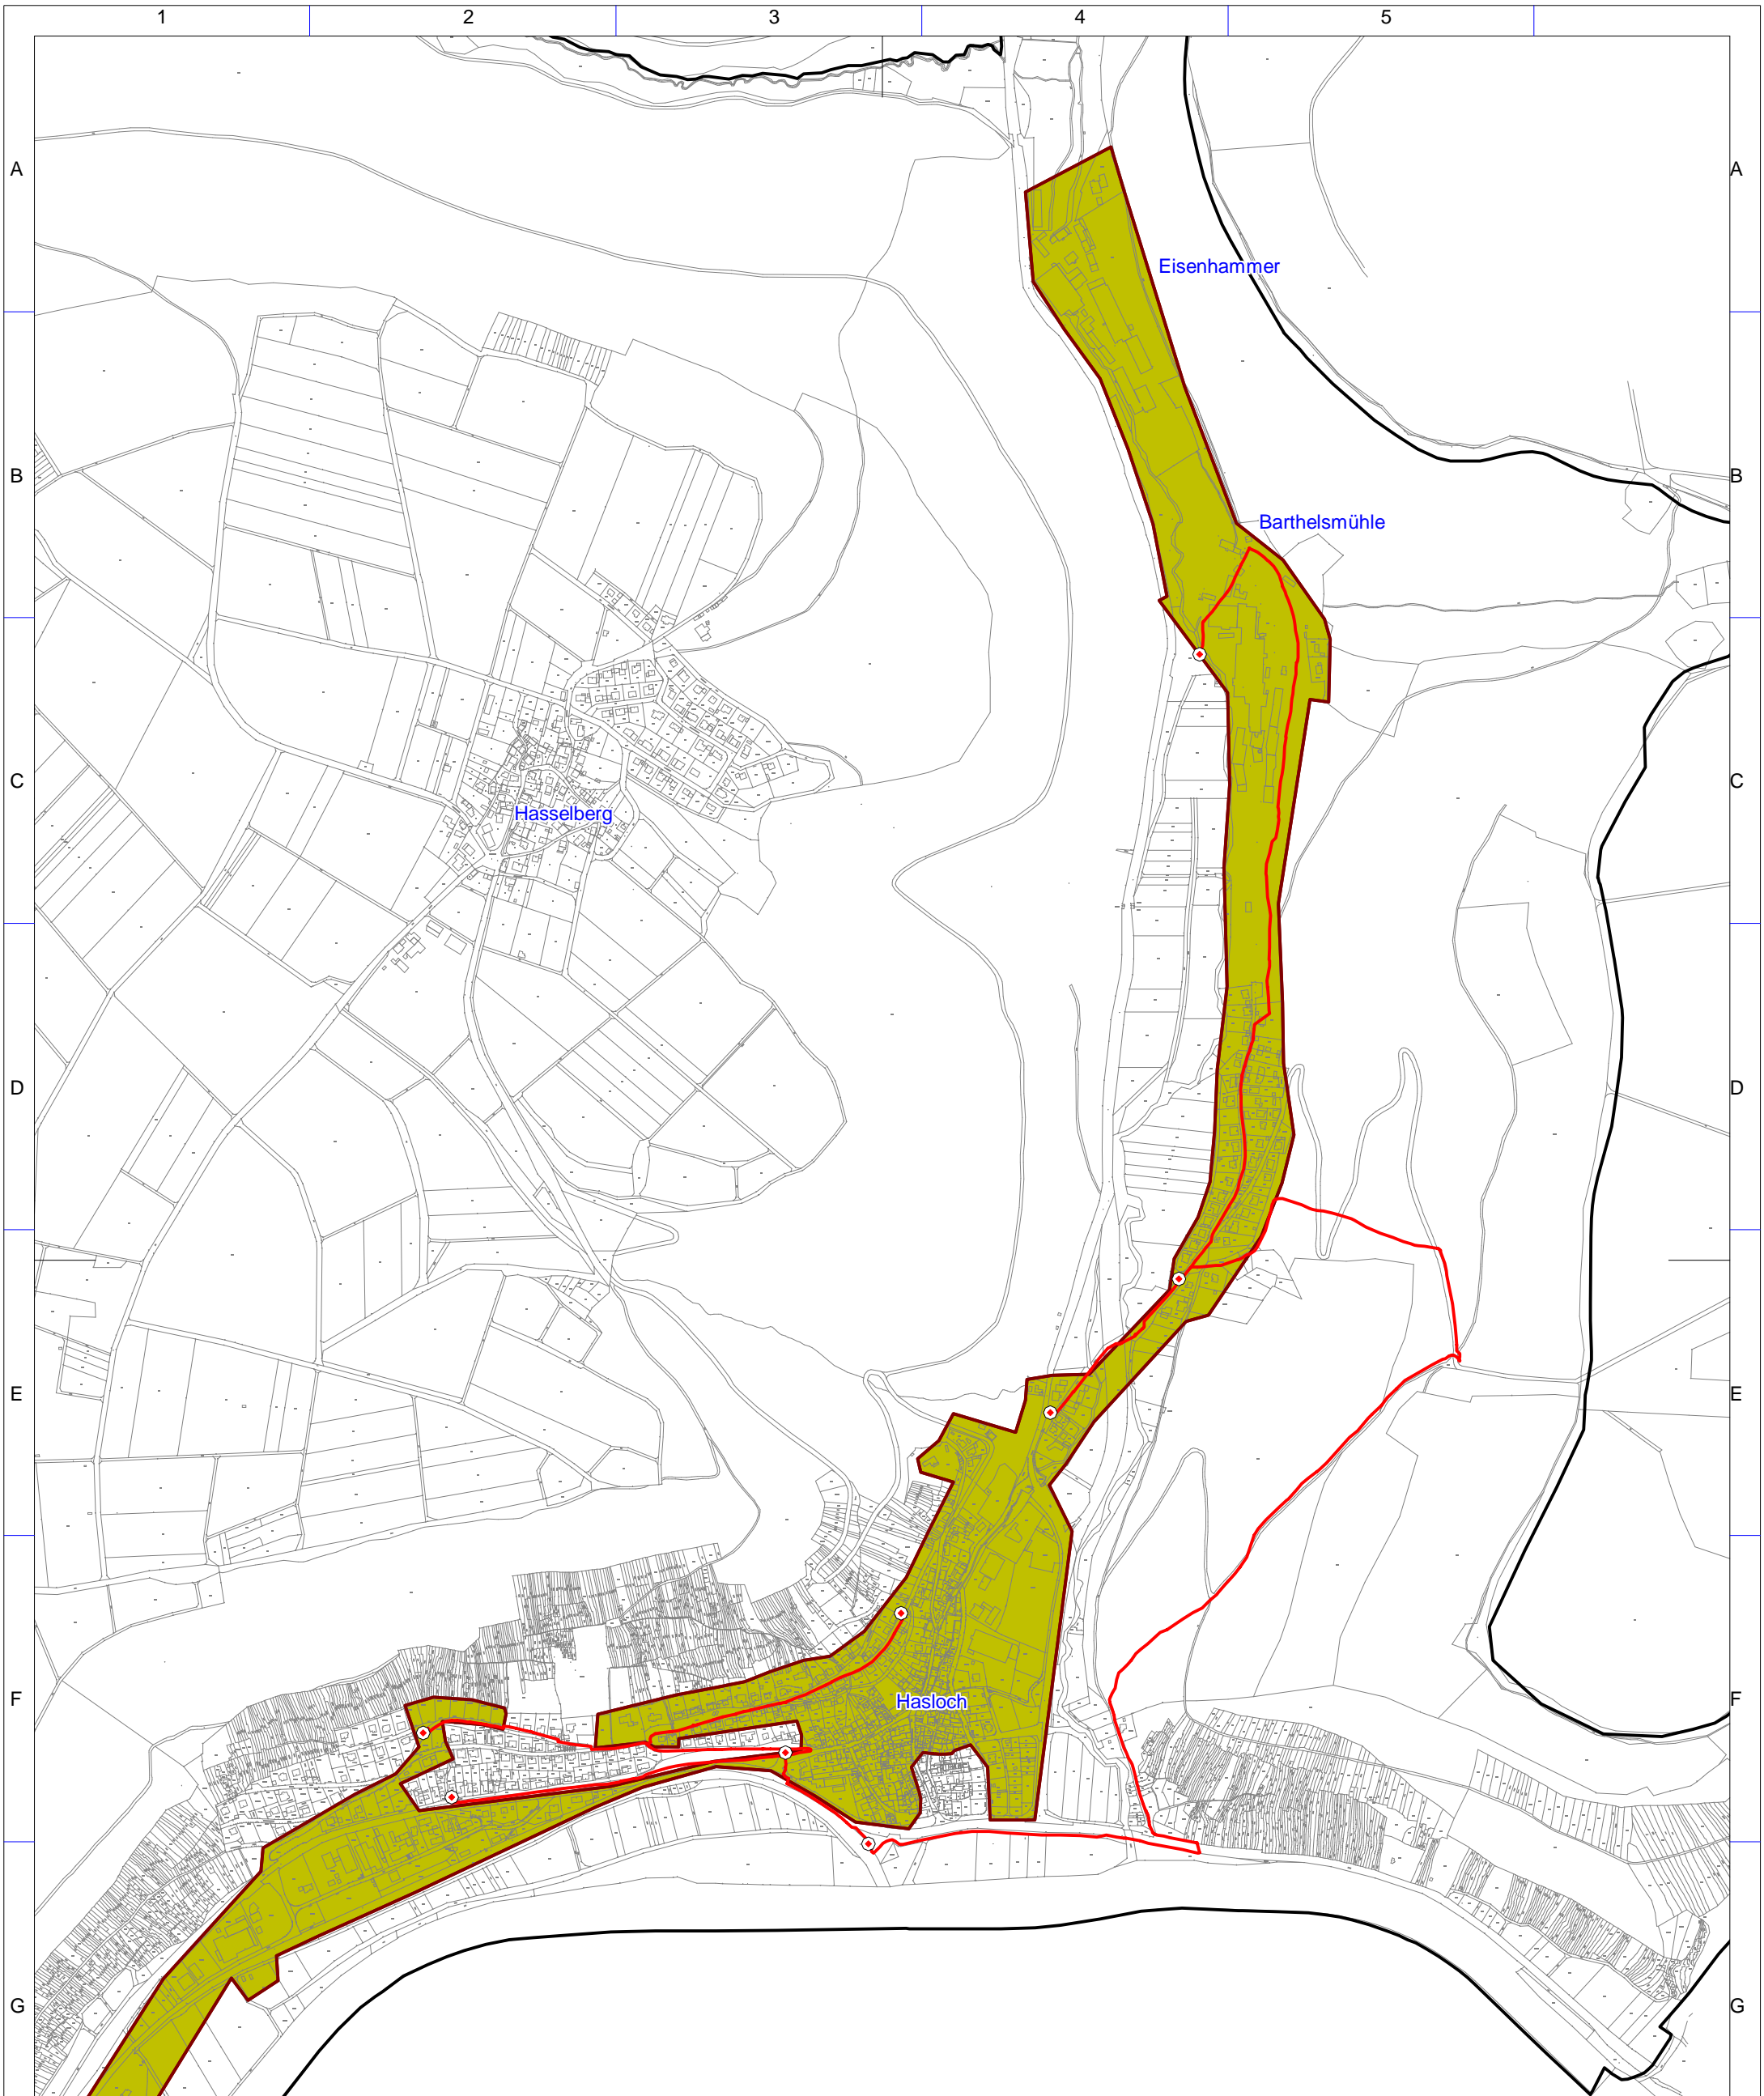 1 2 3 4 5
A A
Eisenhammer
B B
Barthelsmühle
C C
Hasselberg
D D
E E
F F
Hasloch
G G